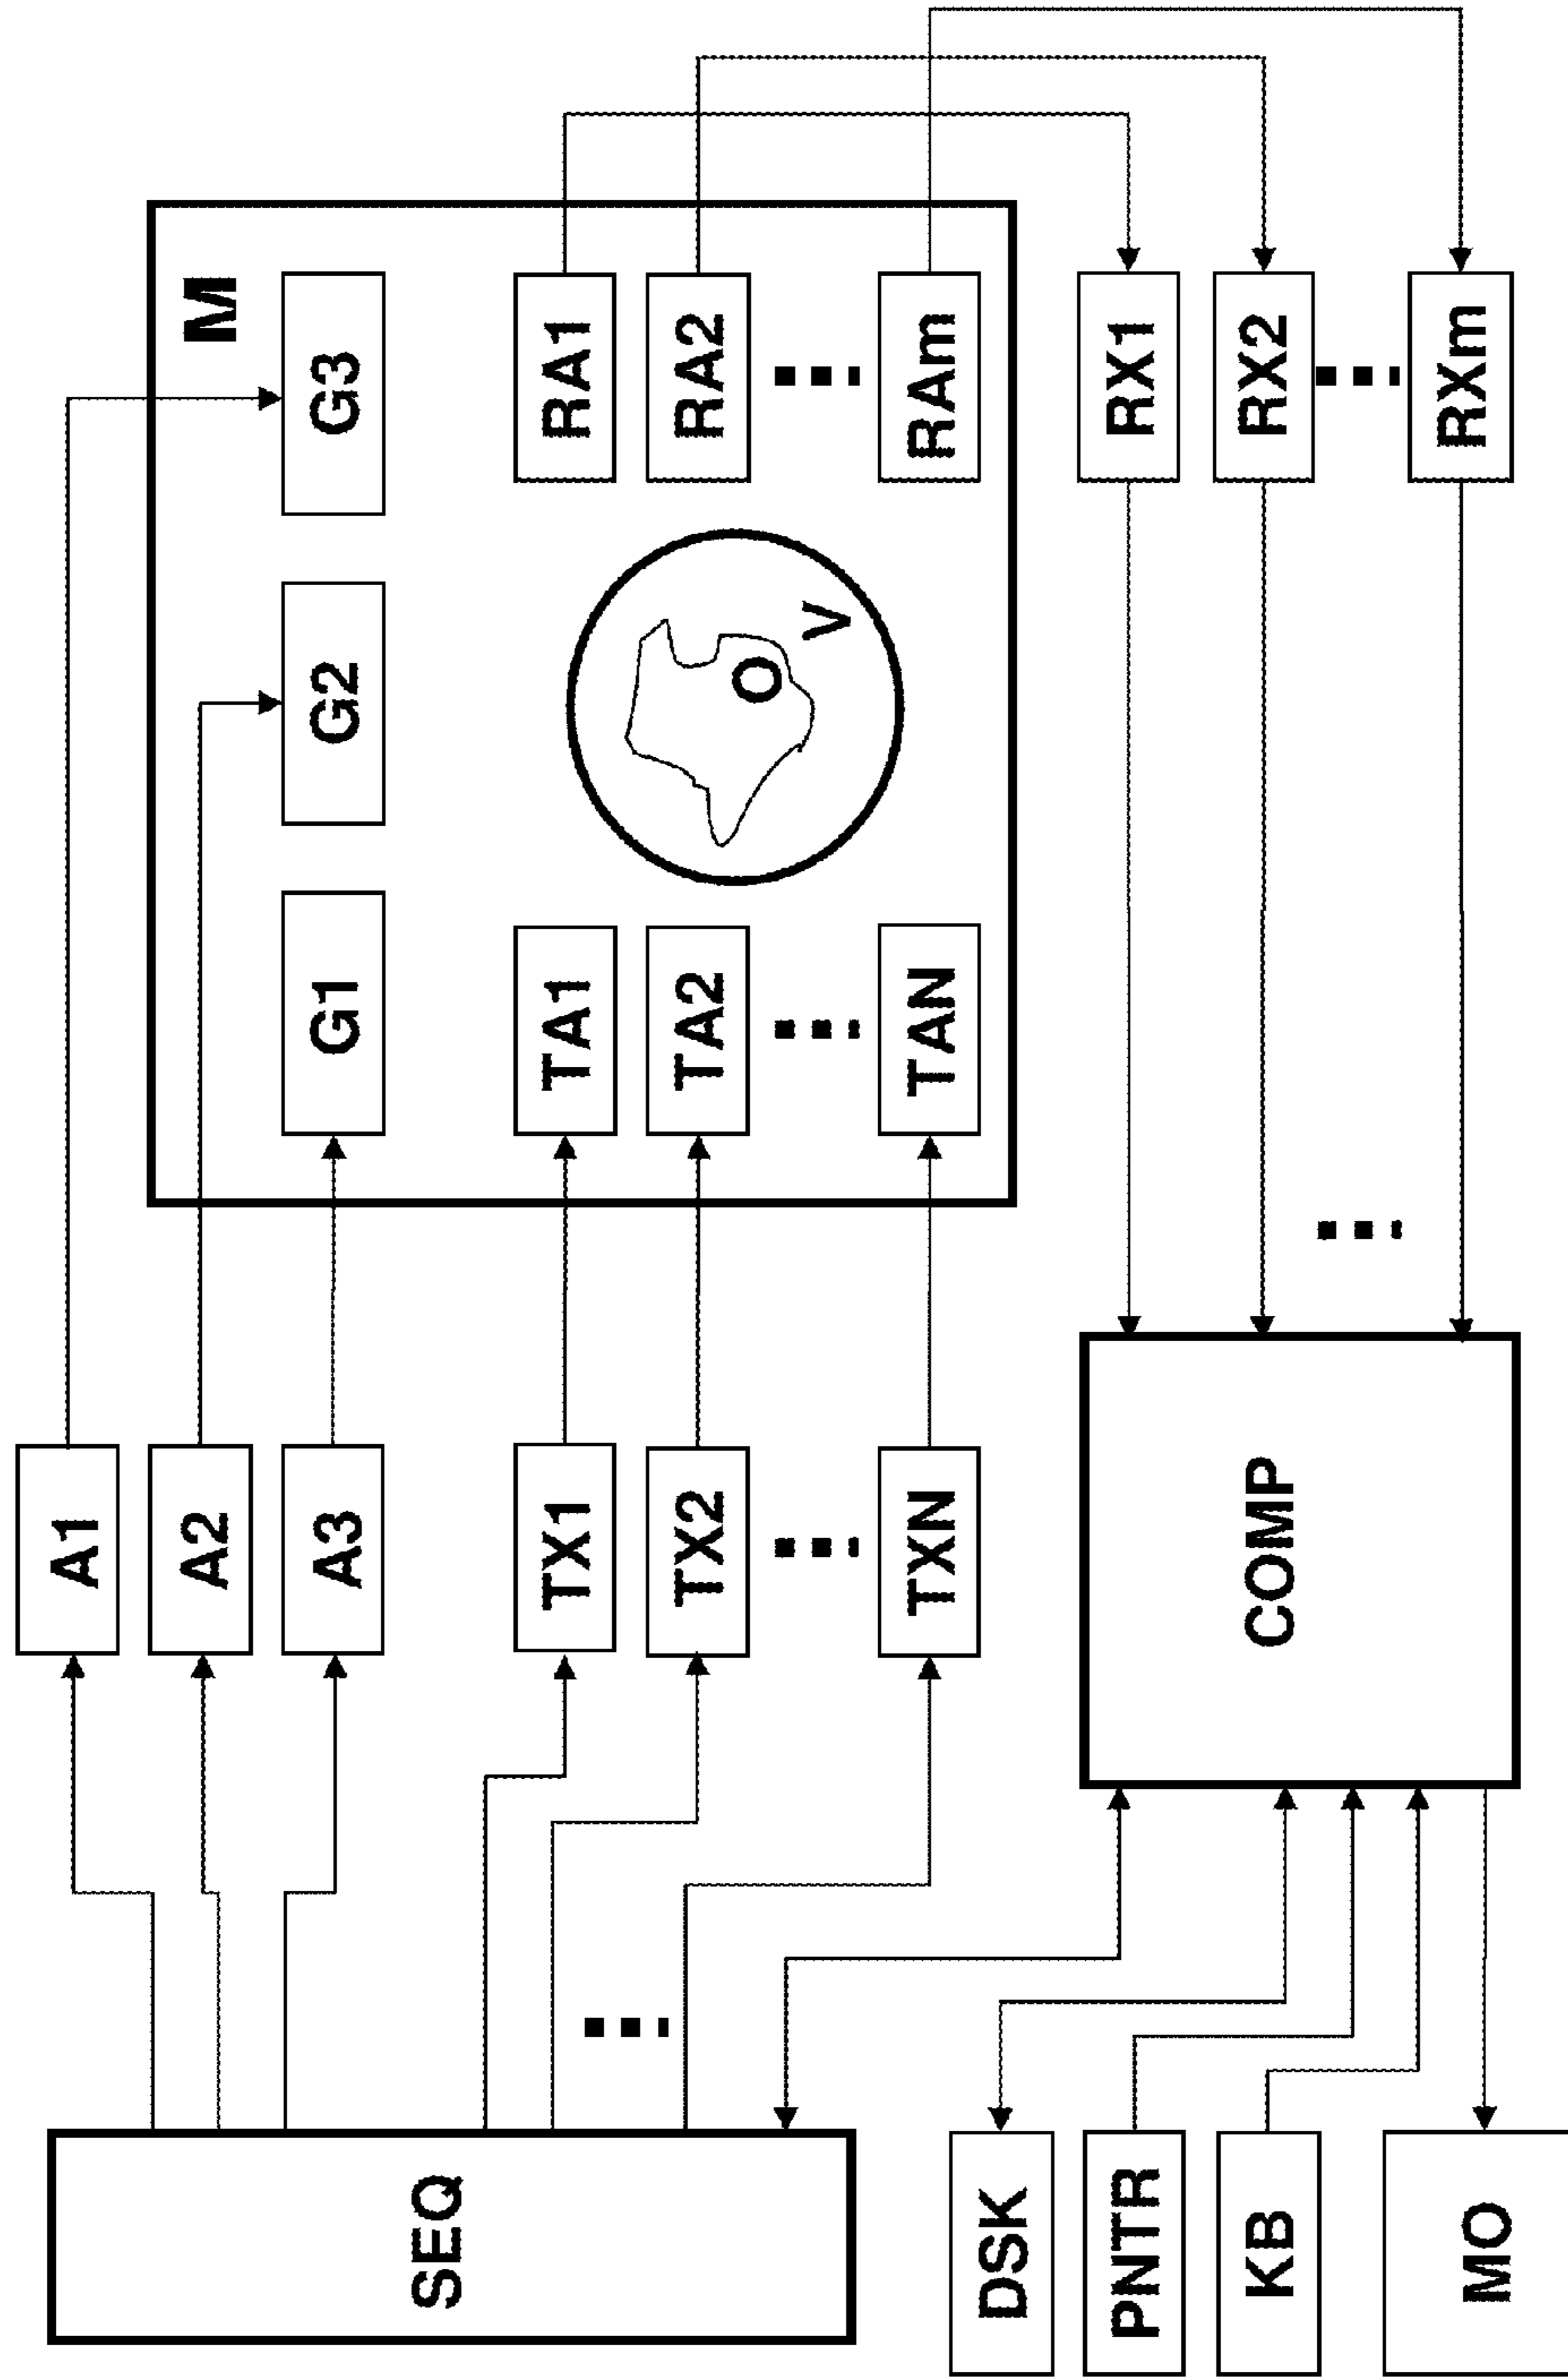 A1
A2
A3
M
G1
G2
G3
SEQ
TX1
TA1
RA1
TX2
TA2
RA2
O
V
TXN
TAN
RAm
DSK
PNTR
KB
MO
COMP
RX1
RX2
RXm